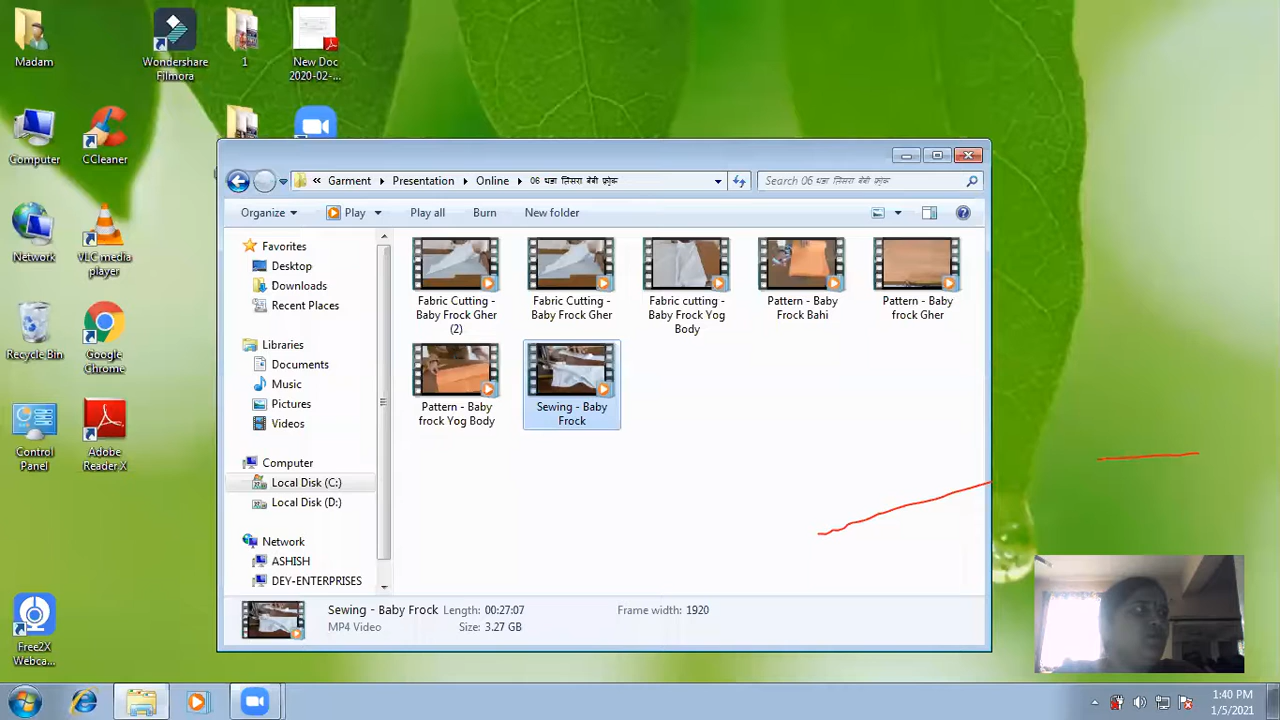 Madam
Wondershare
Filmora
1
New Doc
2020-02-...
Computer
CCleaner
Network
VLC media
player
Recycle Bin
Google
Chrome
Control
Panel
Adobe
Reader X
Free2X
Webca...
« Garment Presentation Online 06 धडा तिसरा बेबी फ्रॉक
Search 06 धडा तिसरा बेबी फ्रॉक
Organize Play Play all Burn New folder
Favorites
Desktop
Downloads
Recent Places
Libraries
Documents
Music
Pictures
Videos
Computer
Local Disk (C:)
Local Disk (D:)
Network
ASHISH
DEY-ENTERPRISES
Fabric Cutting -
Baby Frock Gher
(2)
Fabric Cutting -
Baby Frock Gher
Fabric cutting -
Baby Frock Yog
Body
Pattern - Baby
Frock Bahi
Pattern - Baby
frock Gher
Pattern - Baby
frock Yog Body
Sewing - Baby
Frock
Sewing - Baby Frock Length: 00:27:07 Frame width: 1920
MP4 Video Size: 3.27 GB
1:40 PM
1/5/2021